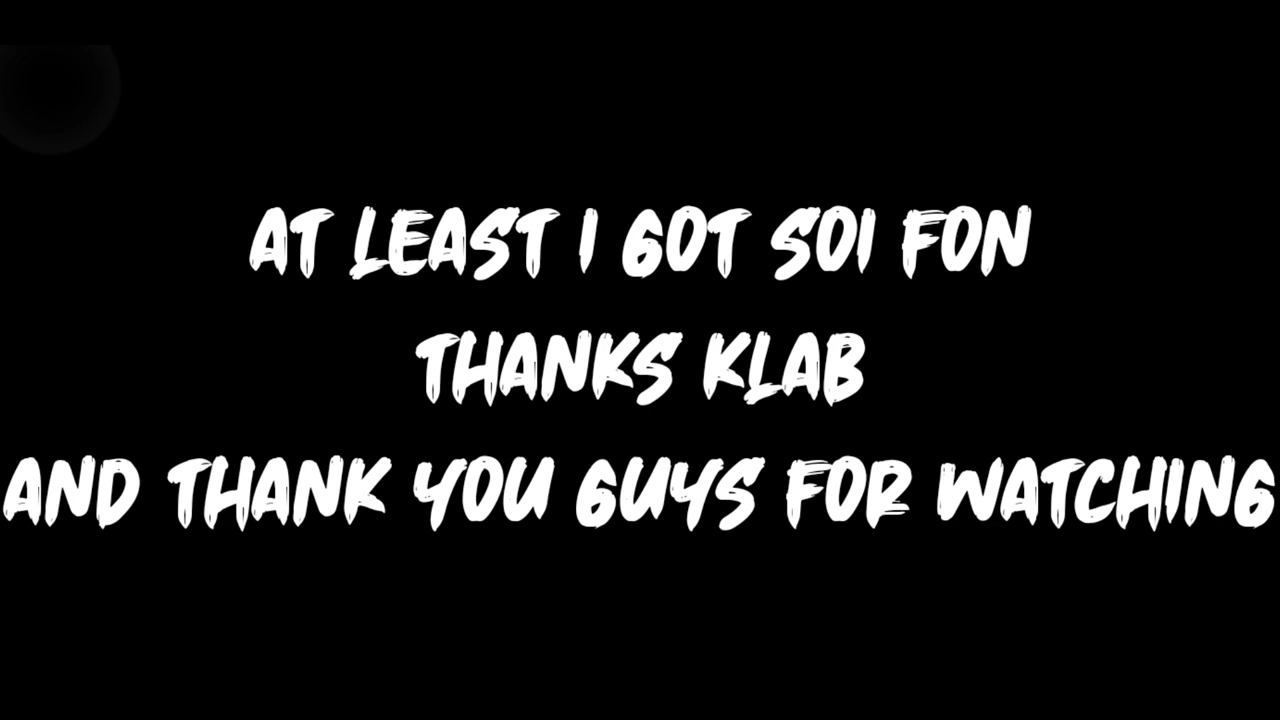 AT LEAST I GOT SOI FON
THANKS KLAB
AND THANK YOU GUYS FOR WATCHING